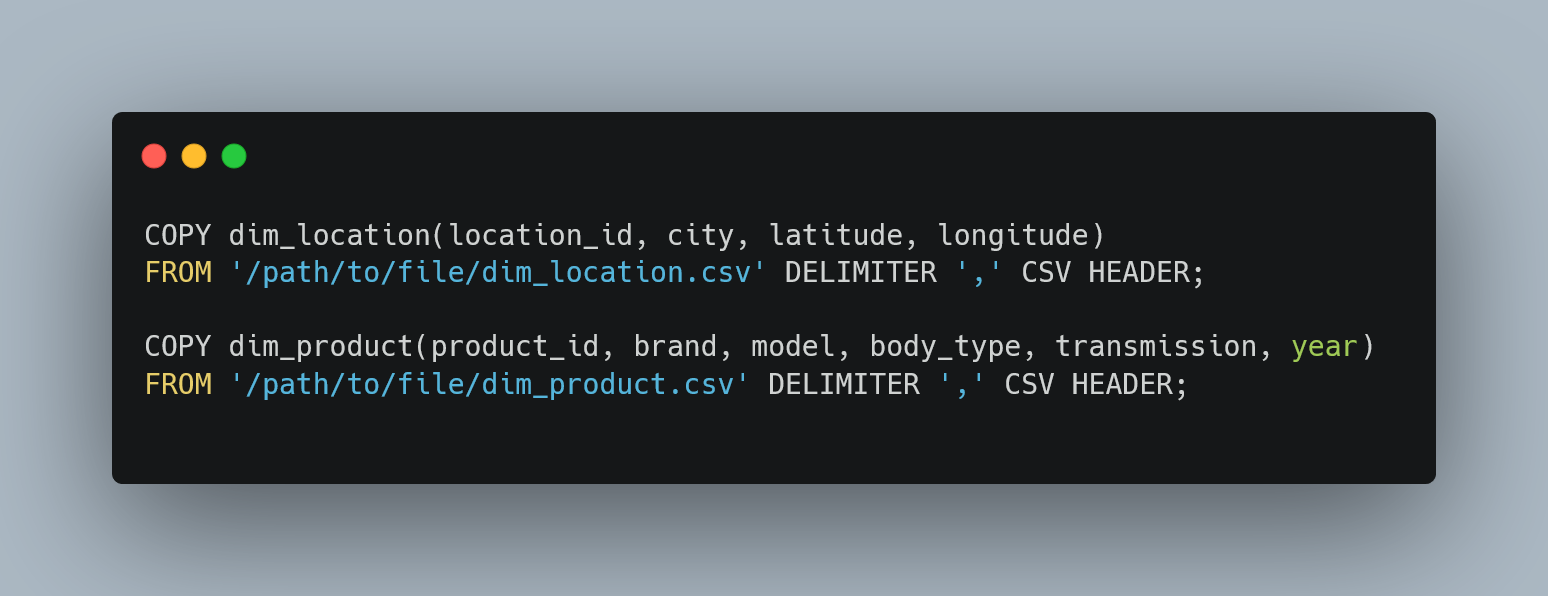 COPY dim_location(location_id, city, latitude, longitude)
FROM '/path/to/file/dim_location.csv' DELIMITER ',' CSV HEADER;
COPY dim_product(product_id, brand, model, body_type, transmission, year)
FROM '/path/to/file/dim_product.csv' DELIMITER ',' CSV HEADER;